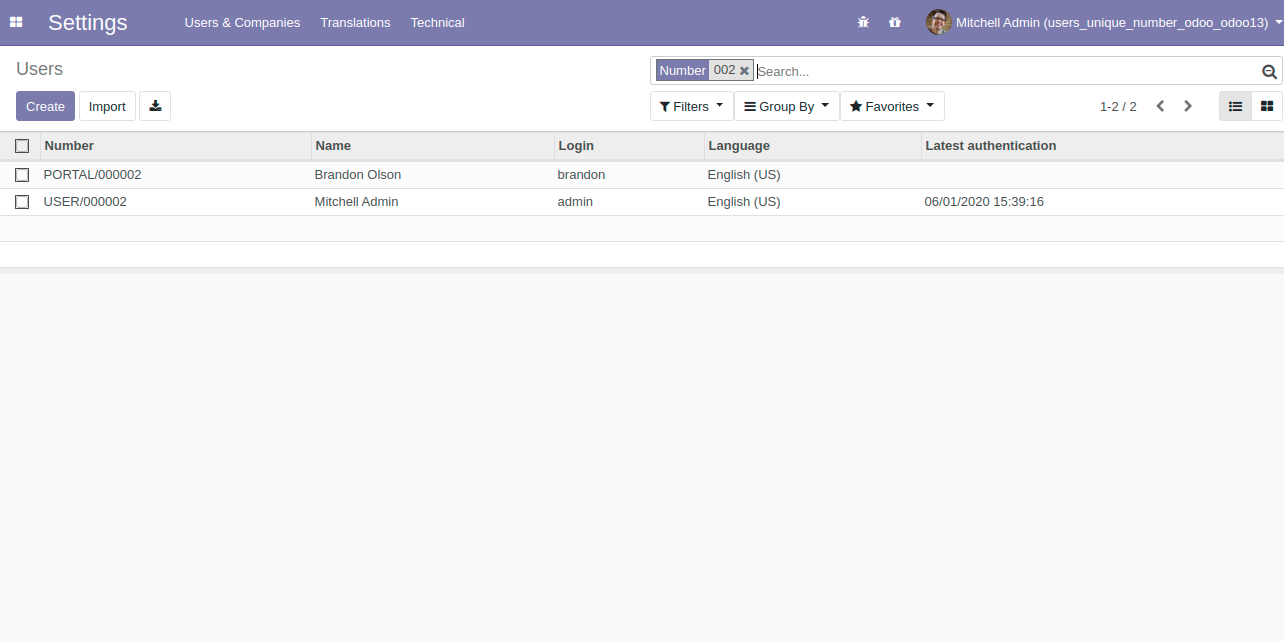 Settings Users & Companies Translations Technical Mitchell Admin (users_unique_number_odoo_odoo13)
Users
Number 002 Search...
Create Import Filters Group By Favorites 1-2 / 2
Number Name Login Language Latest authentication
PORTAL/000002 Brandon Olson brandon English (US)
USER/000002 Mitchell Admin admin English (US) 06/01/2020 15:39:16